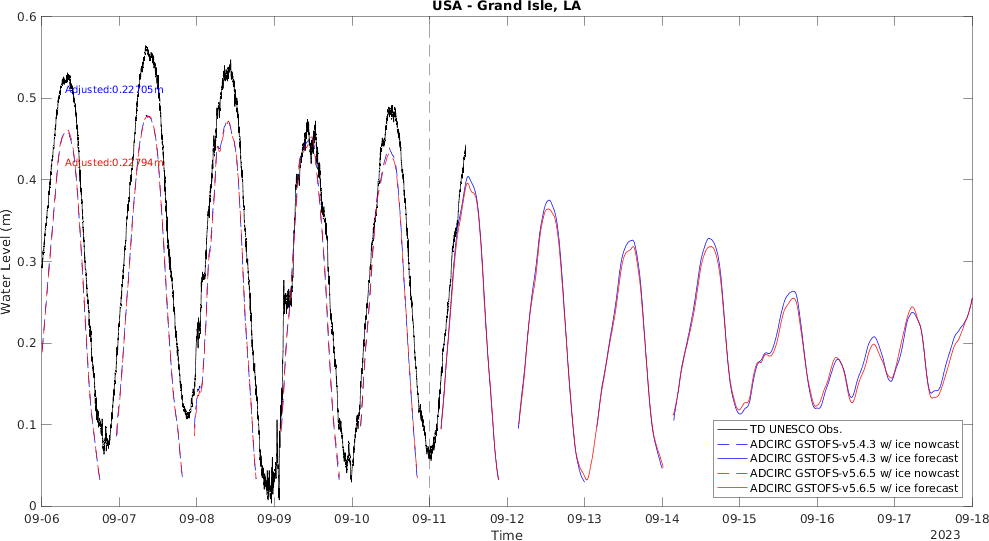 USA - Grand Isle, LA
0.6
0.5
0.4
0.3
0.2
0.1
0
Water Level (m)
Adjusted:0.22705m
Adjusted:0.22794m
TD UNESCO Obs.
ADCIRC GSTOFS-v5.4.3 w/ ice nowcast
ADCIRC GSTOFS-v5.4.3 w/ ice forecast
ADCIRC GSTOFS-v5.6.5 w/ ice nowcast
ADCIRC GSTOFS-v5.6.5 w/ ice forecast
09-06 09-07 09-08 09-09 09-10 09-11 09-12 09-13 09-14 09-15 09-16 09-17 09-18
Time
2023